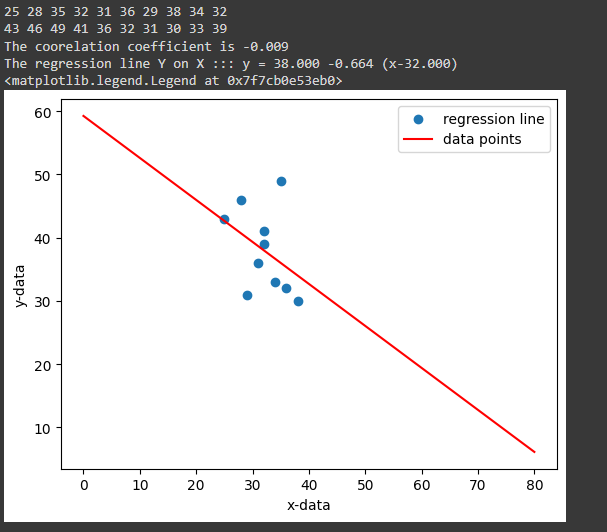 25 28 35 32 31 36 29 38 34 32
43 46 49 41 36 32 31 30 33 39
The coorelation coefficient is -0.009
The regression line Y on X ::: y = 38.000 -0.664 (x-32.000)
<matplotlib.legend.Legend at 0x7f7cb0e53eb0>
regression line
data points
60
50
40
30
20
10
y-data
0 10 20 30 40 50 60 70 80
x-data